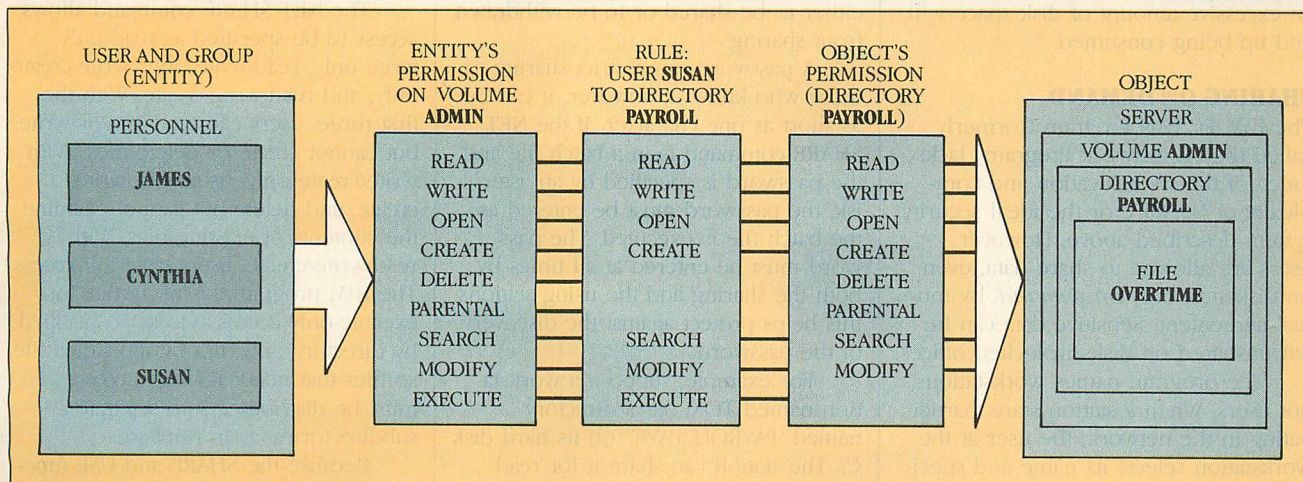 USER AND GROUP
(ENTITY)
PERSONNEL
JAMES
CYNTHIA
SUSAN
ENTITY'S
PERMISSION
ON VOLUME
ADMIN
READ
WRITE
OPEN
CREATE
DELETE
PARENTAL
SEARCH
MODIFY
EXECUTE
RULE:
USER SUSAN
TO DIRECTORY
PAYROLL
READ
WRITE
OPEN
CREATE
SEARCH
MODIFY
EXECUTE
OBJECT'S
PERMISSION
(DIRECTORY
PAYROLL)
READ
WRITE
OPEN
CREATE
DELETE
PARENTAL
SEARCH
MODIFY
EXECUTE
OBJECT
SERVER
VOLUME ADMIN
DIRECTORY
PAYROLL
FILE
OVERTIME